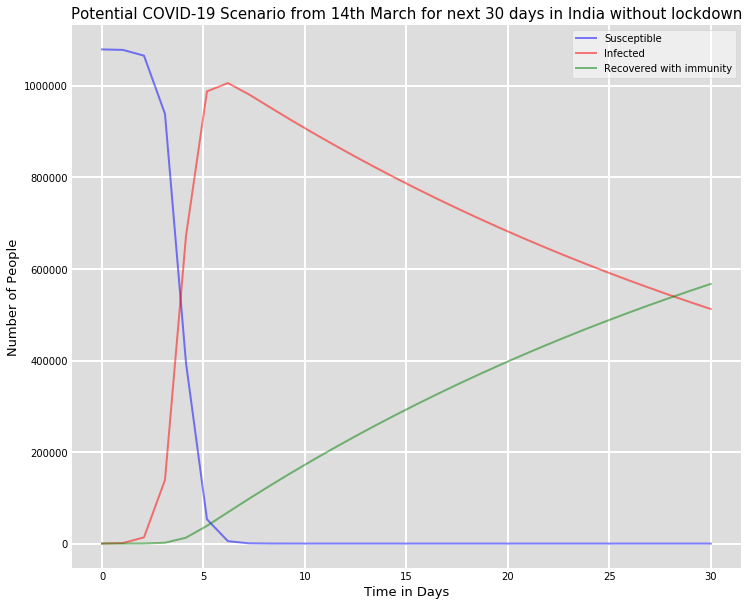 Potential COVID-19 Scenario from 14th March for next 30 days in India without lockdown
Susceptible
Infected
Recovered with immunity
1000000
800000
600000
400000
200000
0
Number of People
0 5 10 15 20 25 30
Time in Days